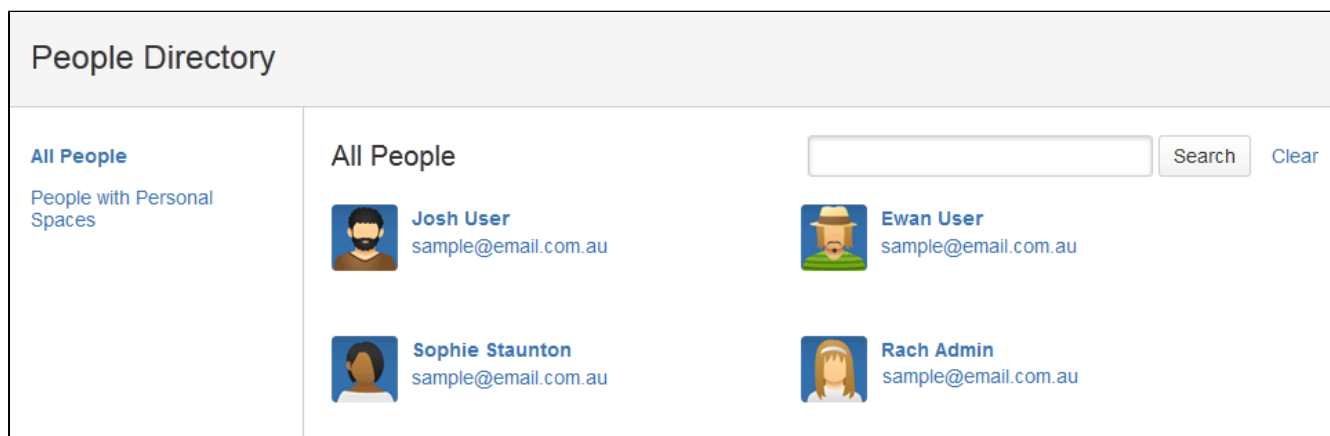 People Directory
All People
People with Personal
Spaces
All People
Search
Clear
Josh User
sample@email.com.au
Ewan User
sample@email.com.au
Sophie Staunton
sample@email.com.au
Rach Admin
sample@email.com.au